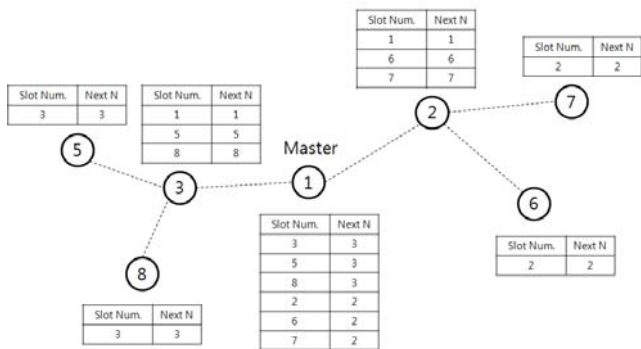 Slot Num. Next N
1 1
6 6
7 7
2
Slot Num. Next N
2 2
7
Slot Num. Next N
3 3
5
Slot Num. Next N
1 1
5 5
8 8
3
Master
1
6
Slot Num. Next N
2 2
8
Slot Num. Next N
3 3
Slot Num. Next N
3 3
5 3
8 3
2 2
6 2
7 2